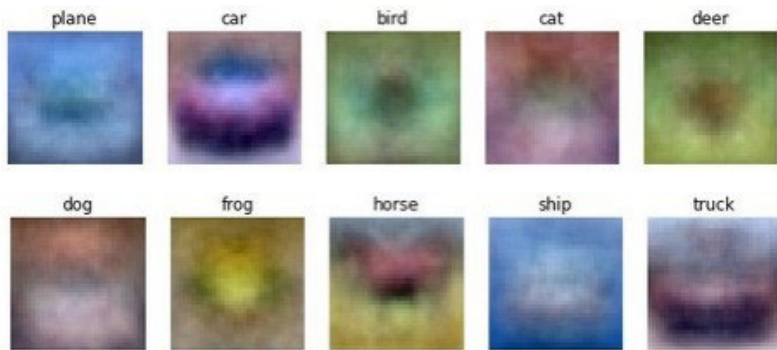 plane car bird cat deer
dog frog horse ship truck